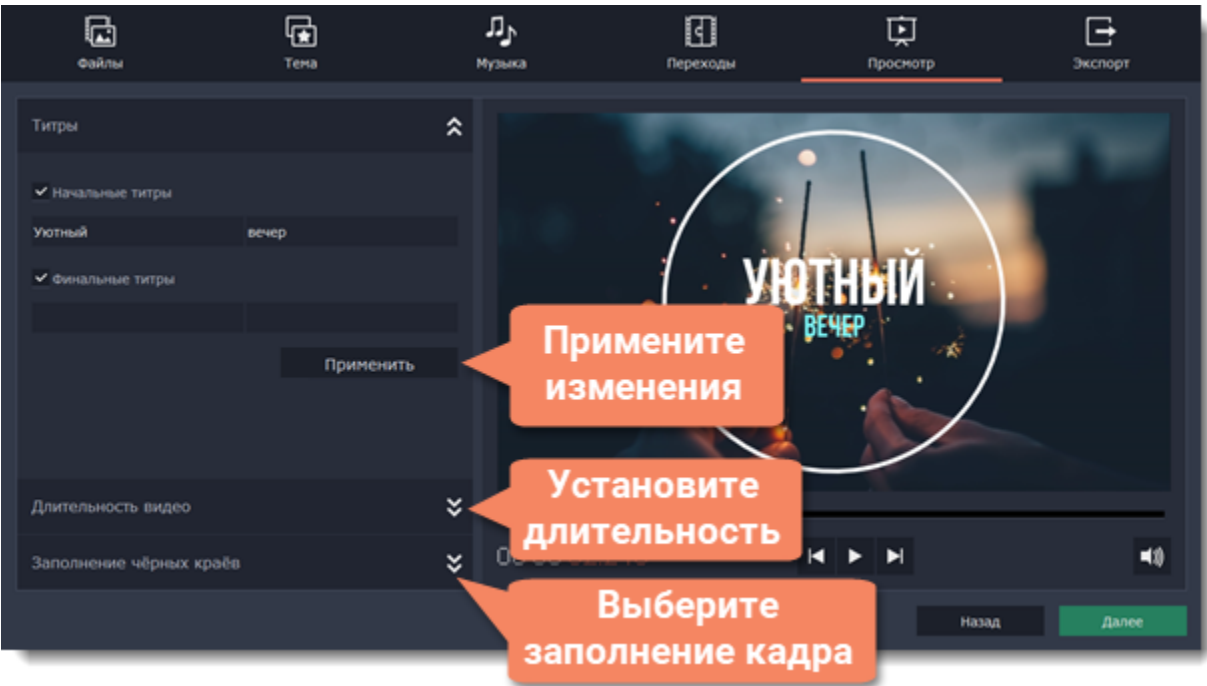 Файлы
Тема
Музыка
Переходы
Просмотр
Экспорт
Титры
Начальные титры
Уютный вечер
Финальные титры
Применить
Длительность видео
Заполнение чёрных краёв
УЮТНЫЙ
ВЕЧЕР
Примените
изменения
Установите
длительность
Выберите
заполнение кадра
Назад
Далее